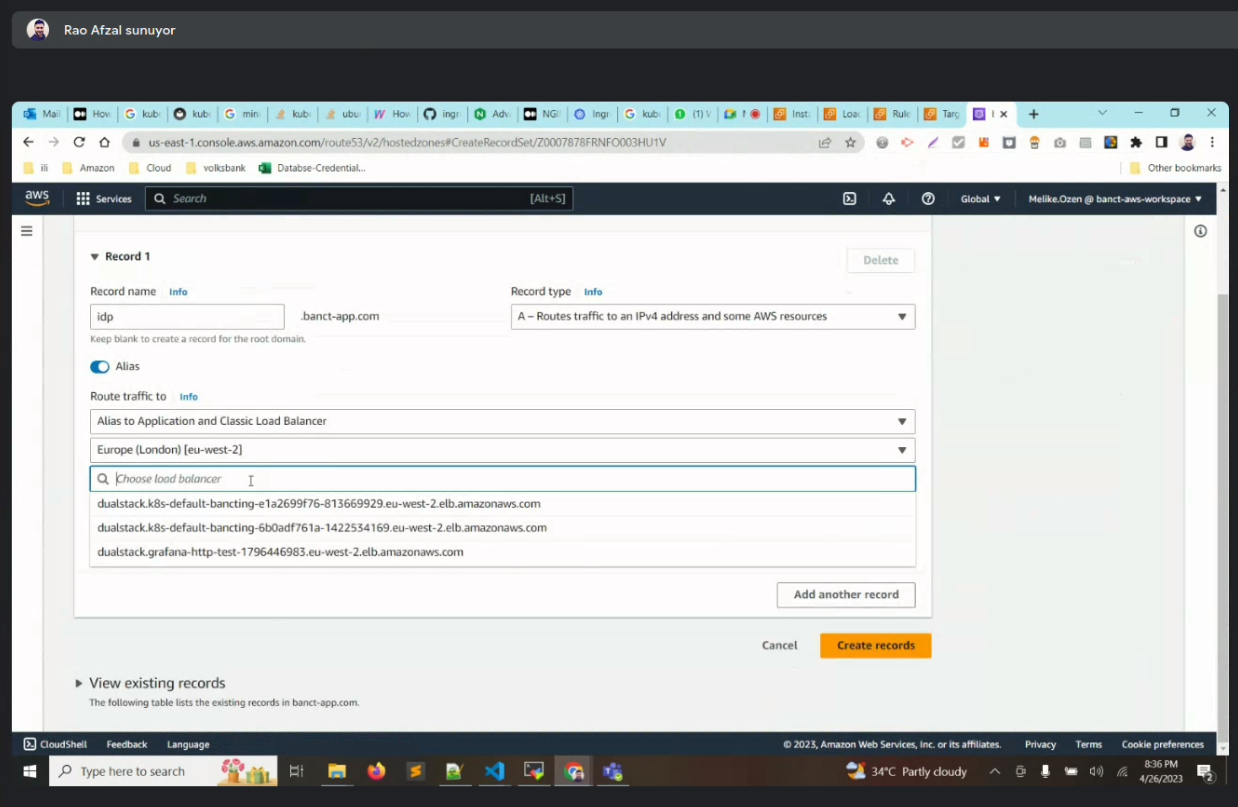 Rao Afzal sunuyor
Mail
How
kub
kub
min
kub
ubu
How
ingr
Adv
NGI
Ingr
kub
(1) V
Inst
Loa
Rule
Targ
us-east-1.console.aws.amazon.com/route53/v2/hostedzones#CreateRecordSet/Z0007878FRNFO003HU1V
ili
Amazon
Cloud
volksbank
Databse-Credential...
Other bookmarks
aws
Services
Search
[Alt+S]
Global
Melike.Ozen @ banct-aws-workspace
Record 1
Delete
Record name Info
Record type Info
idp
.banct-app.com
A – Routes traffic to an IPv4 address and some AWS resources
Keep blank to create a record for the root domain.
Alias
Route traffic to Info
Alias to Application and Classic Load Balancer
Europe (London) [eu-west-2]
Choose load balancer
dualstack.k8s-default-bancting-e1a2699f76-813669929.eu-west-2.elb.amazonaws.com
dualstack.k8s-default-bancting-6b0adf761a-1422534169.eu-west-2.elb.amazonaws.com
dualstack.grafana-http-test-1796446983.eu-west-2.elb.amazonaws.com
Add another record
Cancel
Create records
View existing records
The following table lists the existing records in banct-app.com.
CloudShell
Feedback
Language
© 2023, Amazon Web Services, Inc. or its affiliates.
Privacy
Terms
Cookie preferences
Type here to search
34°C Partly cloudy
8:36 PM
4/26/2023
2